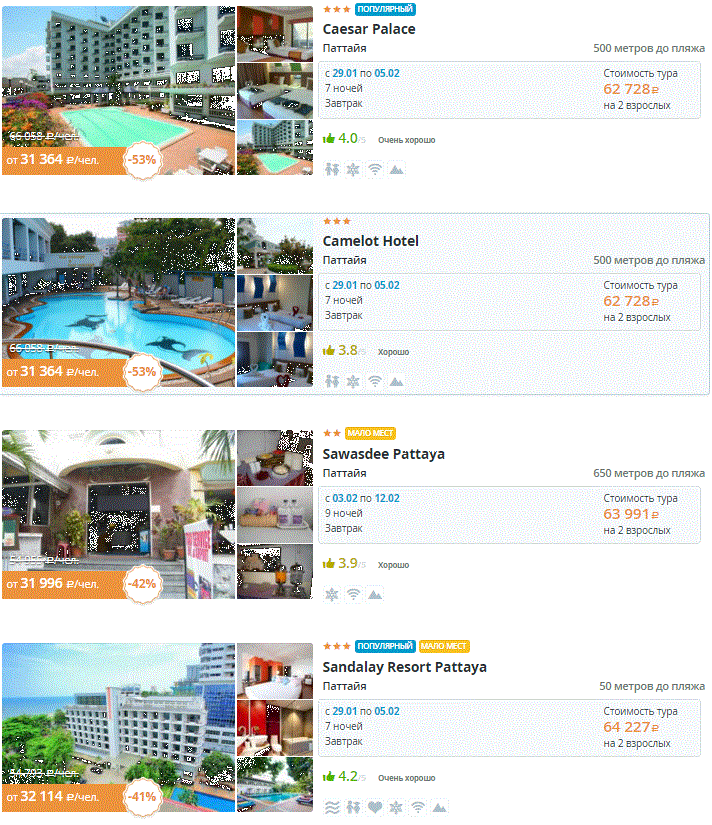 ПОПУЛЯРНЫЙ
Caesar Palace
Паттайя
500 метров до пляжа
с 29.01 по 05.02
7 ночей
Завтрак
Стоимость тура
62 728 ₽
на 2 взрослых
66 958 ₽/чел.
от 31 364 ₽/чел.
-53%
4.0/5 Очень хорошо
Camelot Hotel
Паттайя
500 метров до пляжа
с 29.01 по 05.02
7 ночей
Завтрак
Стоимость тура
62 728 ₽
на 2 взрослых
66 958 ₽/чел.
от 31 364 ₽/чел.
-53%
3.8/5 Хорошо
МАЛО МЕСТ
Sawasdee Pattaya
Паттайя
650 метров до пляжа
с 03.02 по 12.02
9 ночей
Завтрак
Стоимость тура
63 991 ₽
на 2 взрослых
от 31 996 ₽/чел.
-42%
3.9/5 Хорошо
ПОПУЛЯРНЫЙ МАЛО МЕСТ
Sandalay Resort Pattaya
Паттайя
50 метров до пляжа
с 29.01 по 05.02
7 ночей
Завтрак
Стоимость тура
64 227 ₽
на 2 взрослых
от 32 114 ₽/чел.
-41%
4.2/5 Очень хорошо